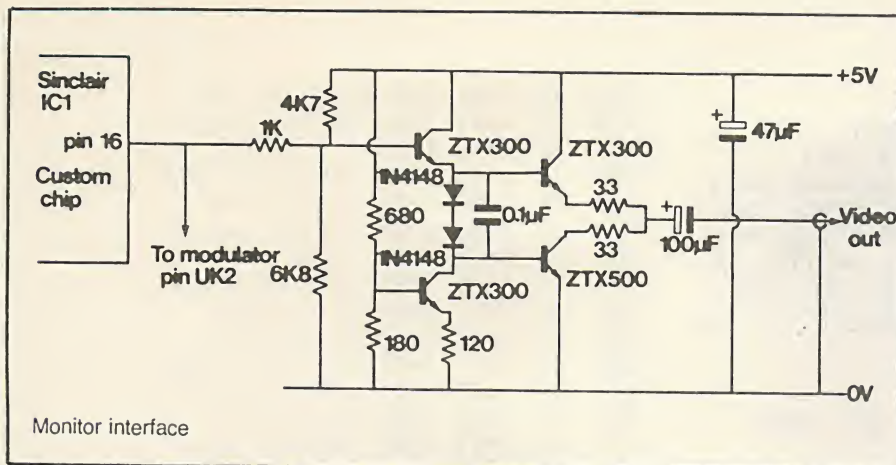 Sinclair
IC1
pin 16
Custom
chip
To modulator
pin UK2
1K
4K7
6K8
ZTX300
1N4148
680
1N4148
ZTX300
180
120
0.1µF
ZTX300
33
33
ZTX500
+
100µF
+
47µF
+5V
Video
out
0V
Monitor interface